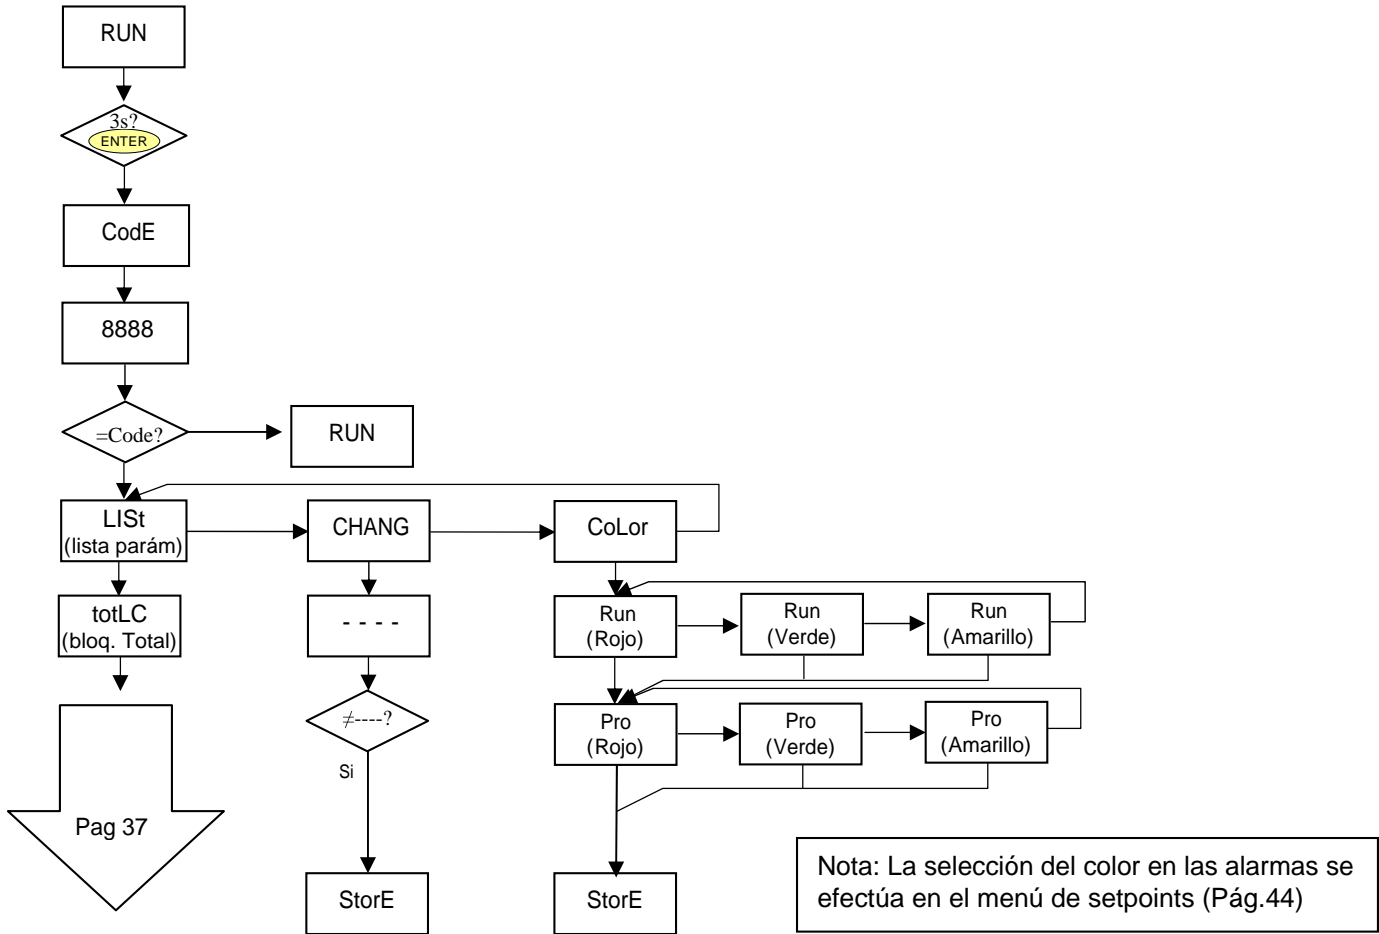 RUN
3s?
ENTER
CodE
8888
=Code?
RUN
LISt
(lista parám)
CHANG
CoLor
totLC
(bloq. Total)
- - - -
Run
(Rojo)
Run
(Verde)
Run
(Amarillo)
≠----?
Si
Pro
(Rojo)
Pro
(Verde)
Pro
(Amarillo)
Pag 37
StorE
StorE
Nota: La selección del color en las alarmas se
efectúa en el menú de setpoints (Pág.44)